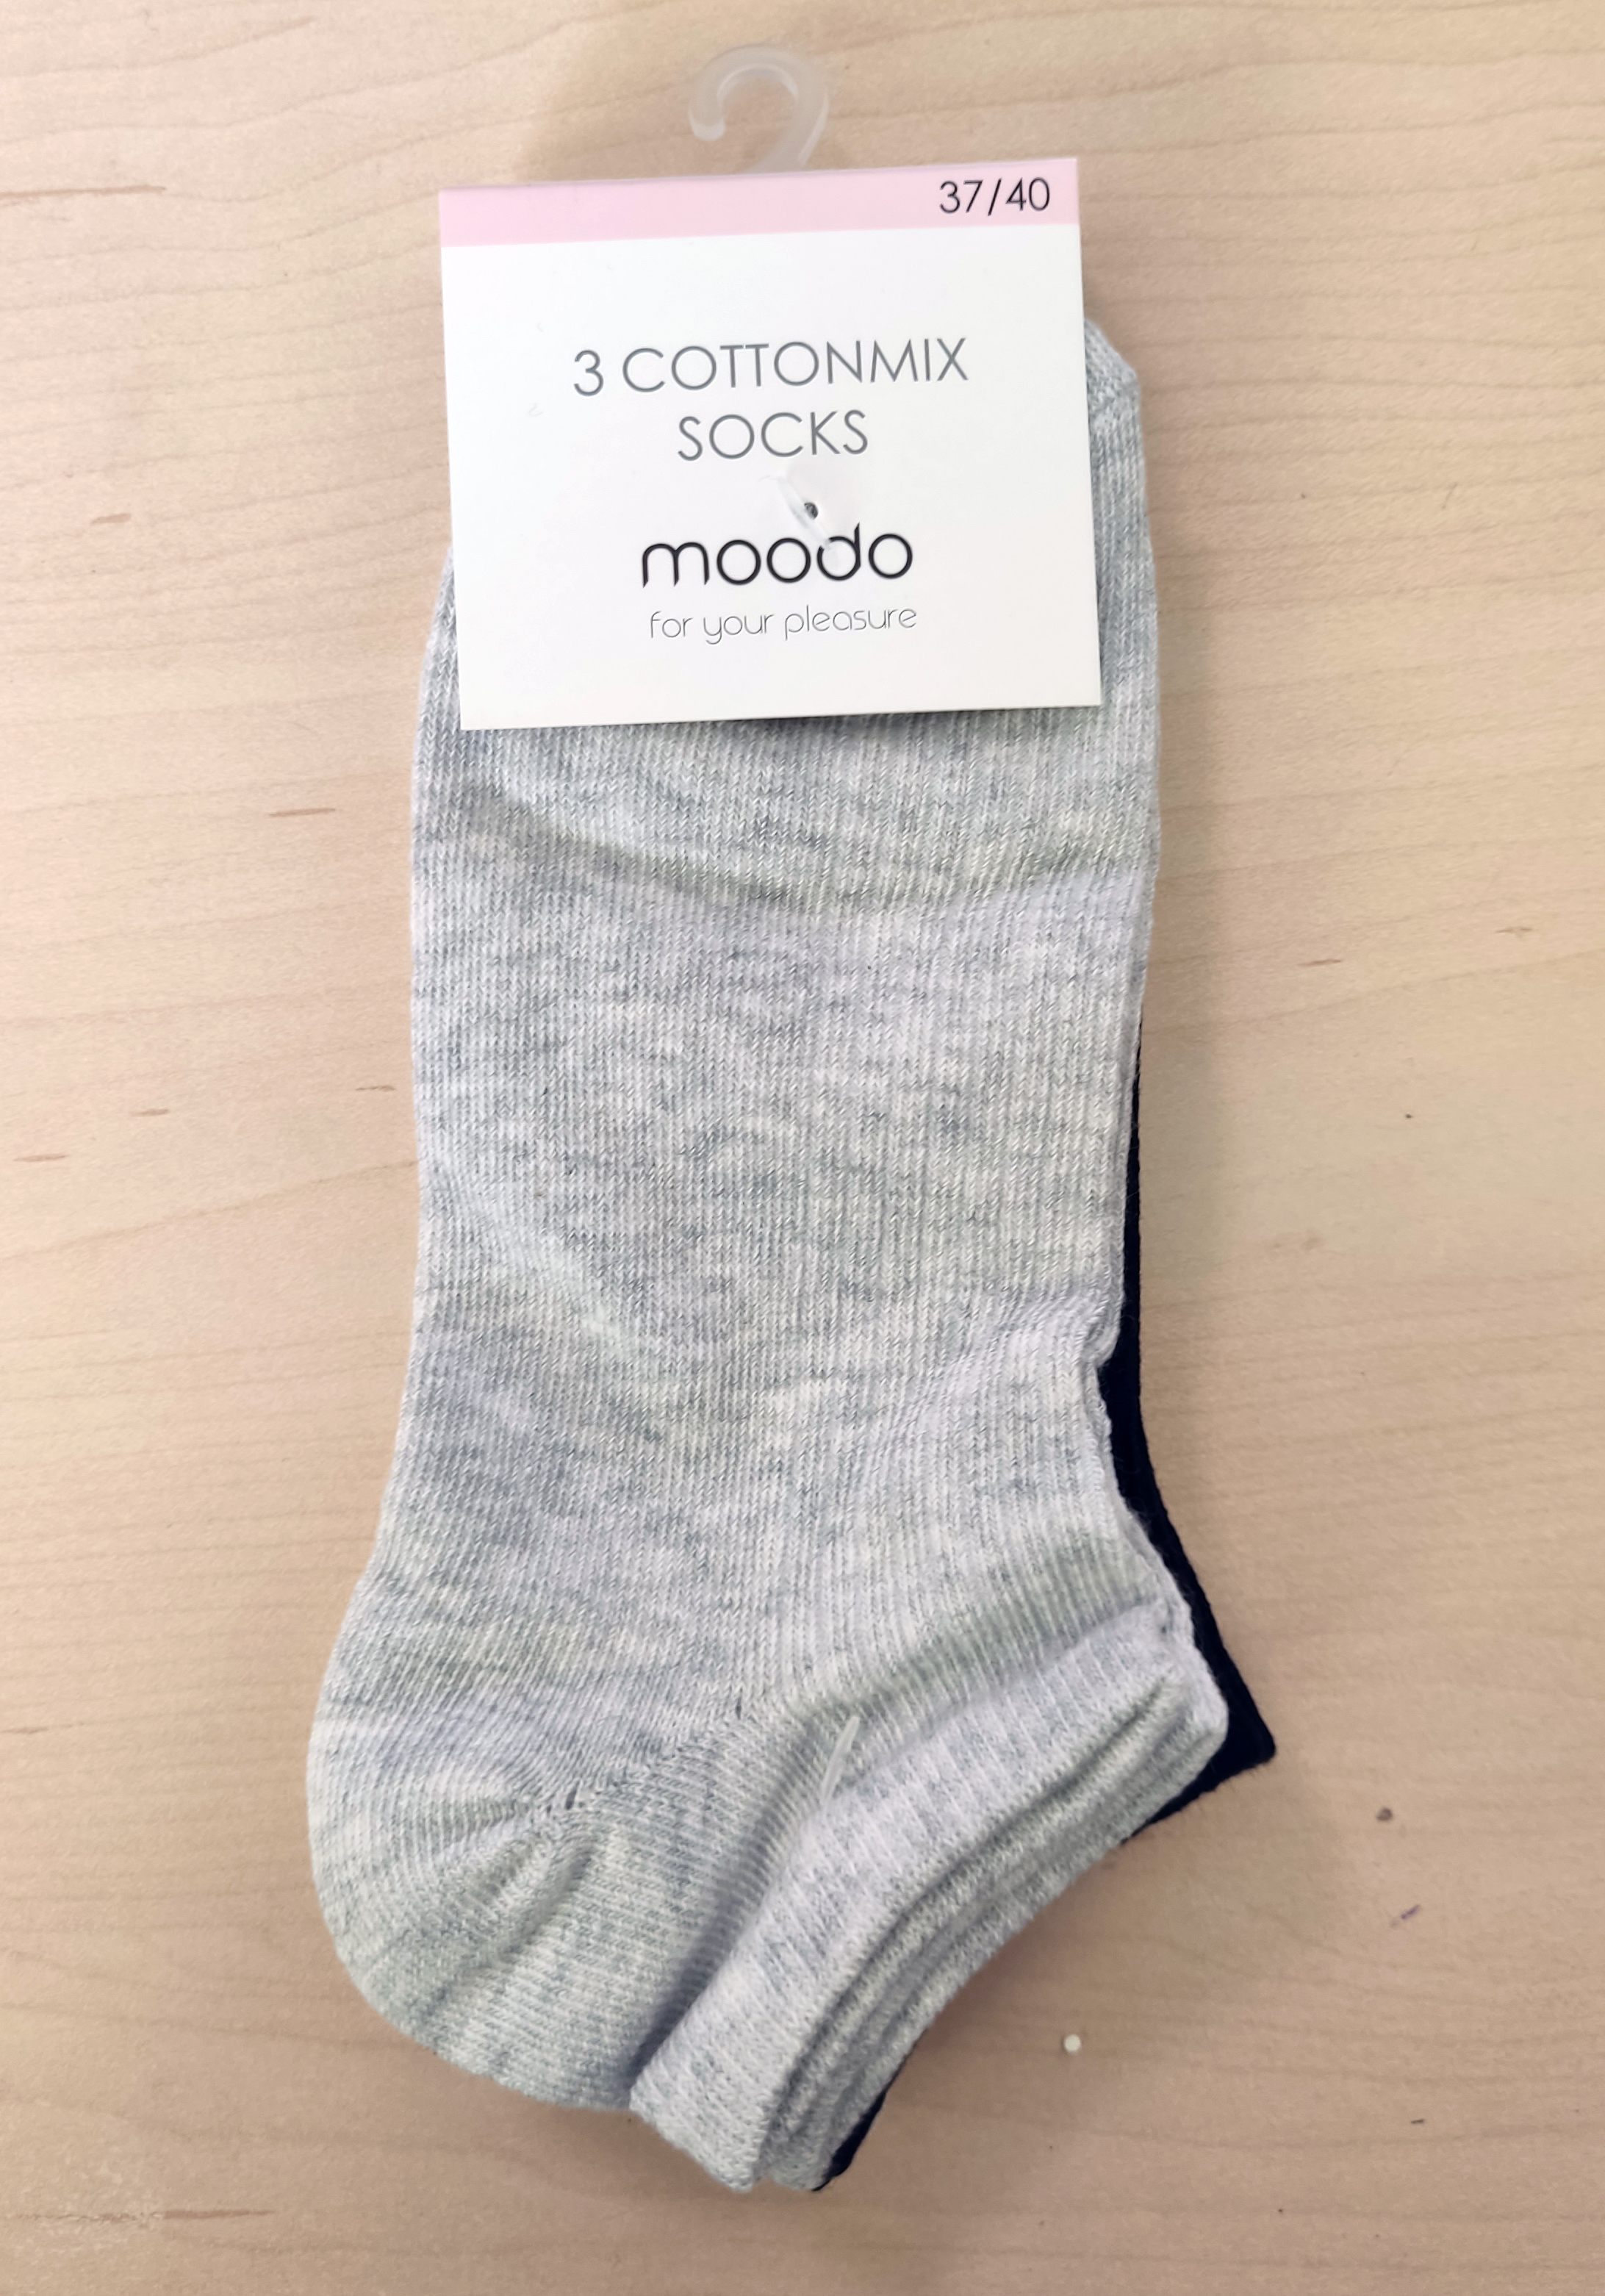 37/40
3 COTTONMIX
SOCKS
moodo
for your pleasure